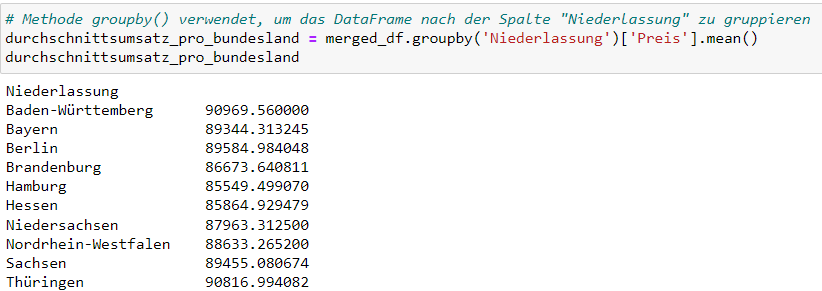 # Methode groupby() verwendet, um das DataFrame nach der Spalte "Niederlassung" zu gruppieren
durchschnittsumsatz_pro_bundesland = merged_df.groupby('Niederlassung')['Preis'].mean()
durchschnittsumsatz_pro_bundesland
Niederlassung
Baden-Württemberg      90969.560000
Bayern                 89344.313245
Berlin                 89584.984048
Brandenburg            86673.640811
Hamburg                85549.499070
Hessen                 85864.929479
Niedersachsen          87963.312500
Nordrhein-Westfalen    88633.265200
Sachsen                89455.080674
Thüringen              90816.994082